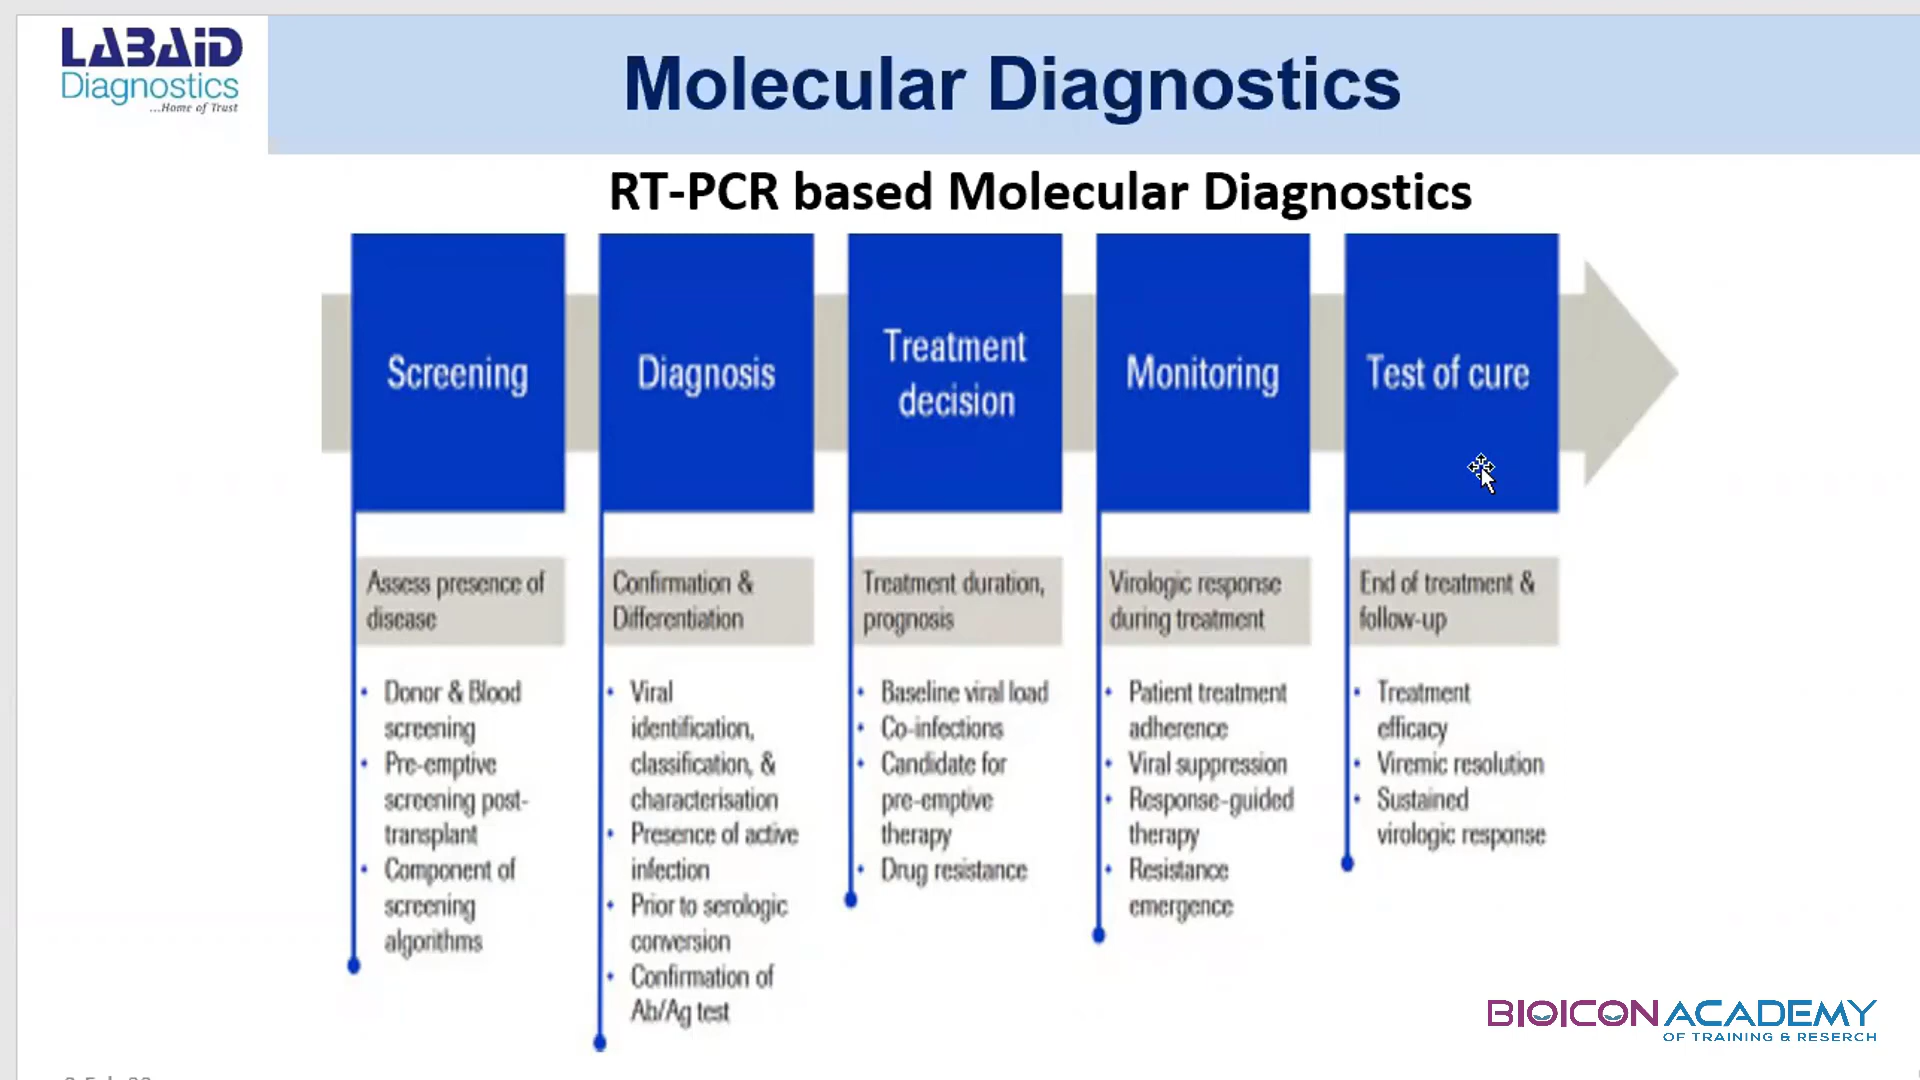 LABAID
Diagnostics
...Home of Trust
Molecular Diagnostics
RT-PCR based Molecular Diagnostics
Screening
Assess presence of
disease
• Donor & Blood
screening
• Pre-emptive
screening post-
transplant
• Component of
screening
algorithms
Diagnosis
Confirmation &
Differentiation
• Viral
identification,
classification, &
characterisation
• Presence of active
infection
• Prior to serologic
conversion
• Confirmation of
Ab/Ag test
Treatment
decision
Treatment duration,
prognosis
• Baseline viral load
• Co-infections
• Candidate for
pre-emptive
therapy
• Drug resistance
Monitoring
Virologic response
during treatment
• Patient treatment
adherence
• Viral suppression
• Response-guided
therapy
• Resistance
emergence
Test of cure
End of treatment &
follow-up
• Treatment
efficacy
• Viremic resolution
• Sustained
virologic response
BIOICON ACADEMY
OF TRAINING & RESERCH